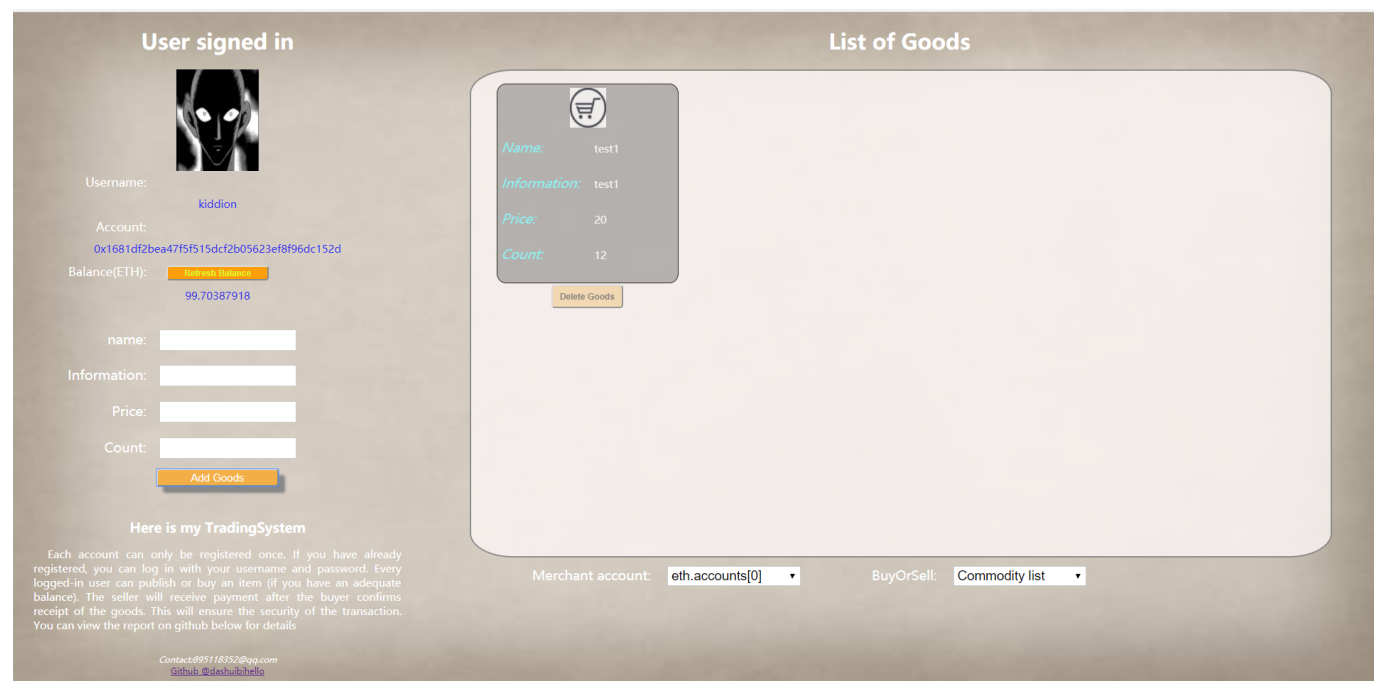 User signed in
Username:
kiddion
Account:
0x1681df2bea47f5f515dcf2b05623ef8f96dc152d
Balance(ETH): Refresh Balance
99.70387918
name:
Information:
Price:
Count:
Add Goods
Here is my TradingSystem
Each account can only be registered once. If you have already
registered, you can log in with your username and password. Every
logged-in user can publish or buy an item (if you have an adequate
balance). The seller will receive payment after the buyer confirms
receipt of the goods. This will ensure the security of the transaction.
You can view the report on github below for details
Contact:895118352@qq.com
Github @dashuibihello
List of Goods
Name: test1
Information: test1
Price: 20
Count: 12
Delete Goods
Merchant account: eth.accounts[0] BuyOrSell: Commodity list